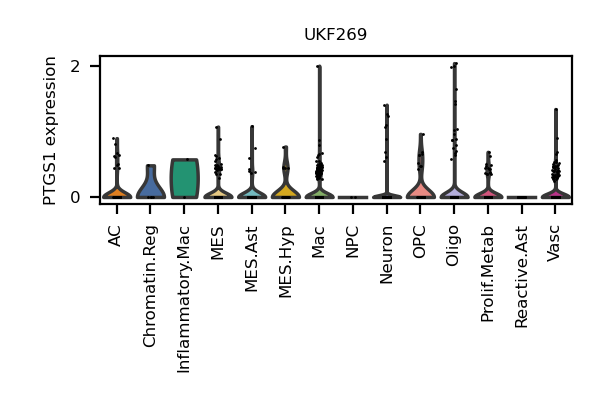 UKF269
PTGS1 expression
2
0
AC
Chromatin.Reg
Inflammatory.Mac
MES
MES.Ast
MES.Hyp
Mac
NPC
Neuron
OPC
Oligo
Prolif.Metab
Reactive.Ast
Vasc